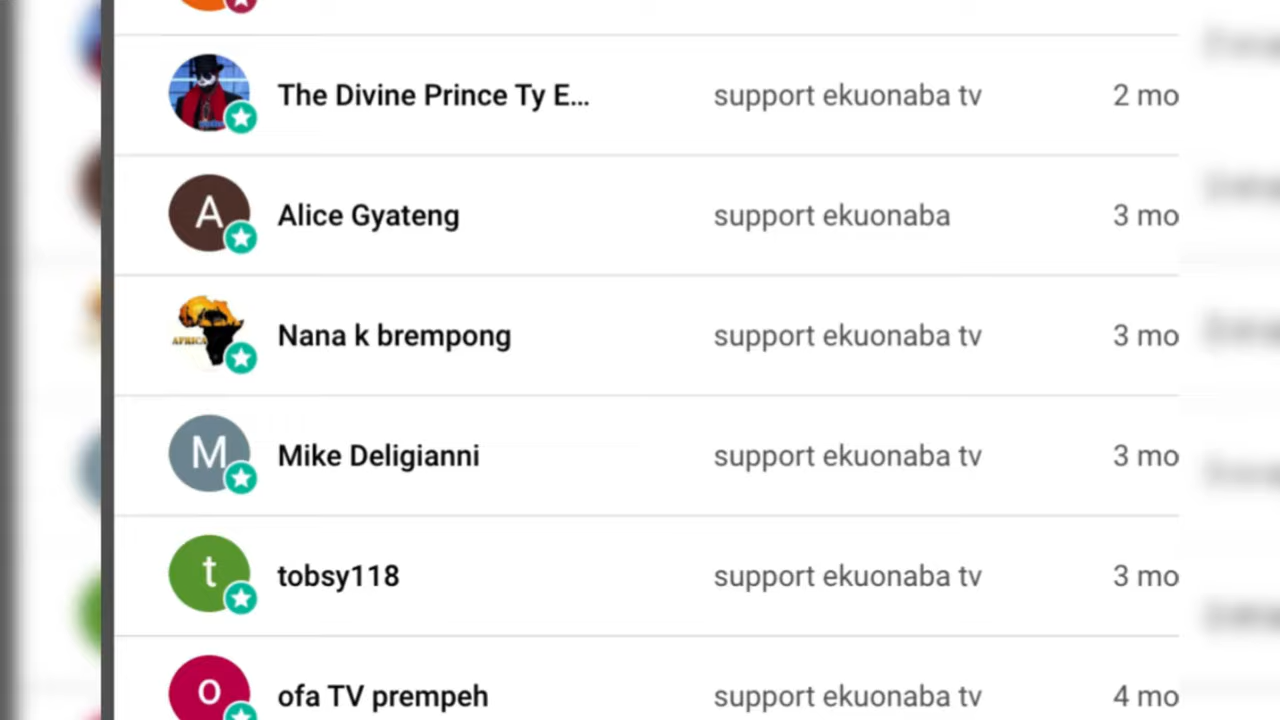 The Divine Prince Ty E... support ekuonaba tv 2 mo
A Alice Gyateng support ekuonaba 3 mo
AFRICA Nana k brempong support ekuonaba tv 3 mo
M Mike Deligianni support ekuonaba tv 3 mo
t tobsy118 support ekuonaba tv 3 mo
o ofa TV prempeh support ekuonaba tv 4 mo